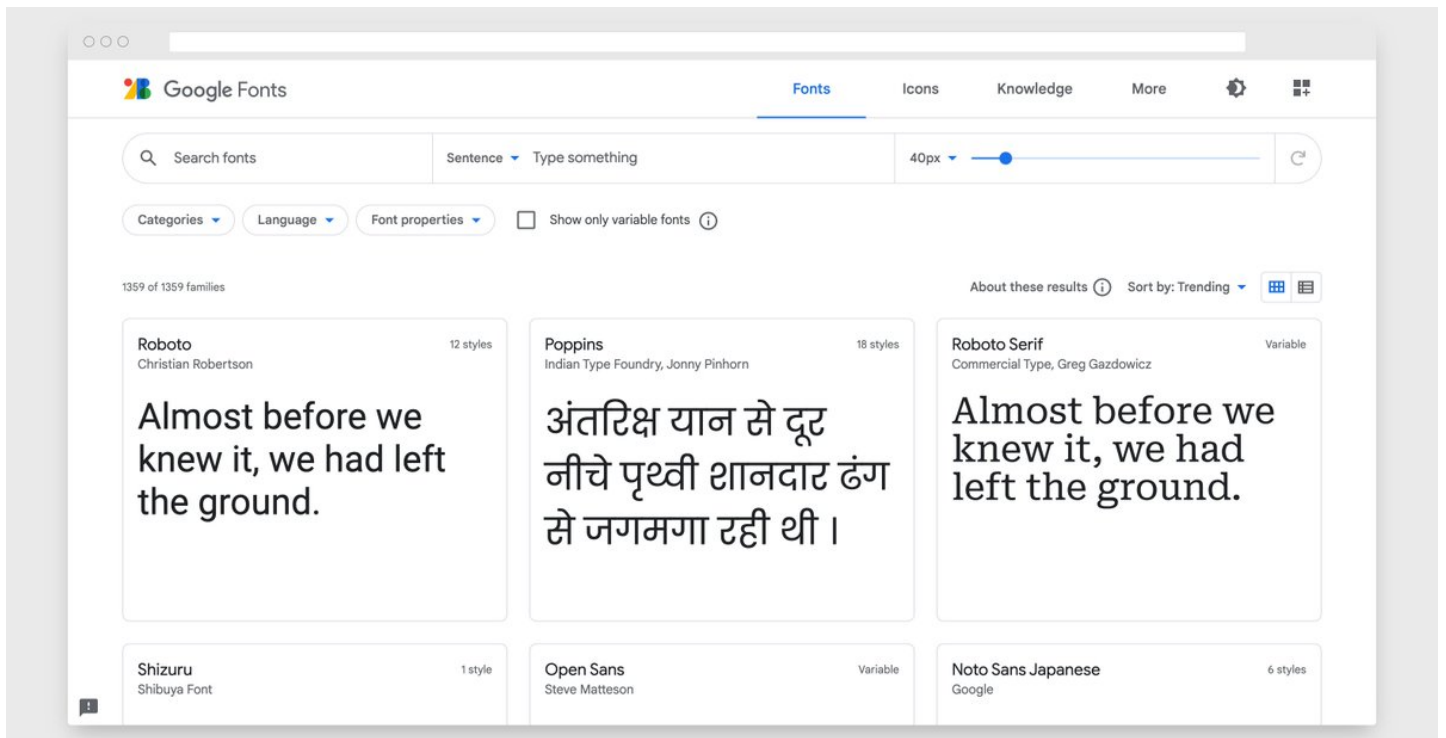 Google Fonts
Fonts
Icons
Knowledge
More
Search fonts
Sentence
Type something
40px
Categories
Language
Font properties
Show only variable fonts
1359 of 1359 families
About these results
Sort by: Trending
Roboto
12 styles
Christian Robertson
Almost before we
knew it, we had left
the ground.
Poppins
18 styles
Indian Type Foundry, Jonny Pinhorn
अंतरिक्ष यान से दूर
नीचे पृथ्वी शानदार ढंग
से जगमगा रही थी ।
Roboto Serif
Variable
Commercial Type, Greg Gazdowicz
Almost before we
knew it, we had
left the ground.
Shizuru
1 style
Shibuya Font
Open Sans
Variable
Steve Matteson
Noto Sans Japanese
6 styles
Google